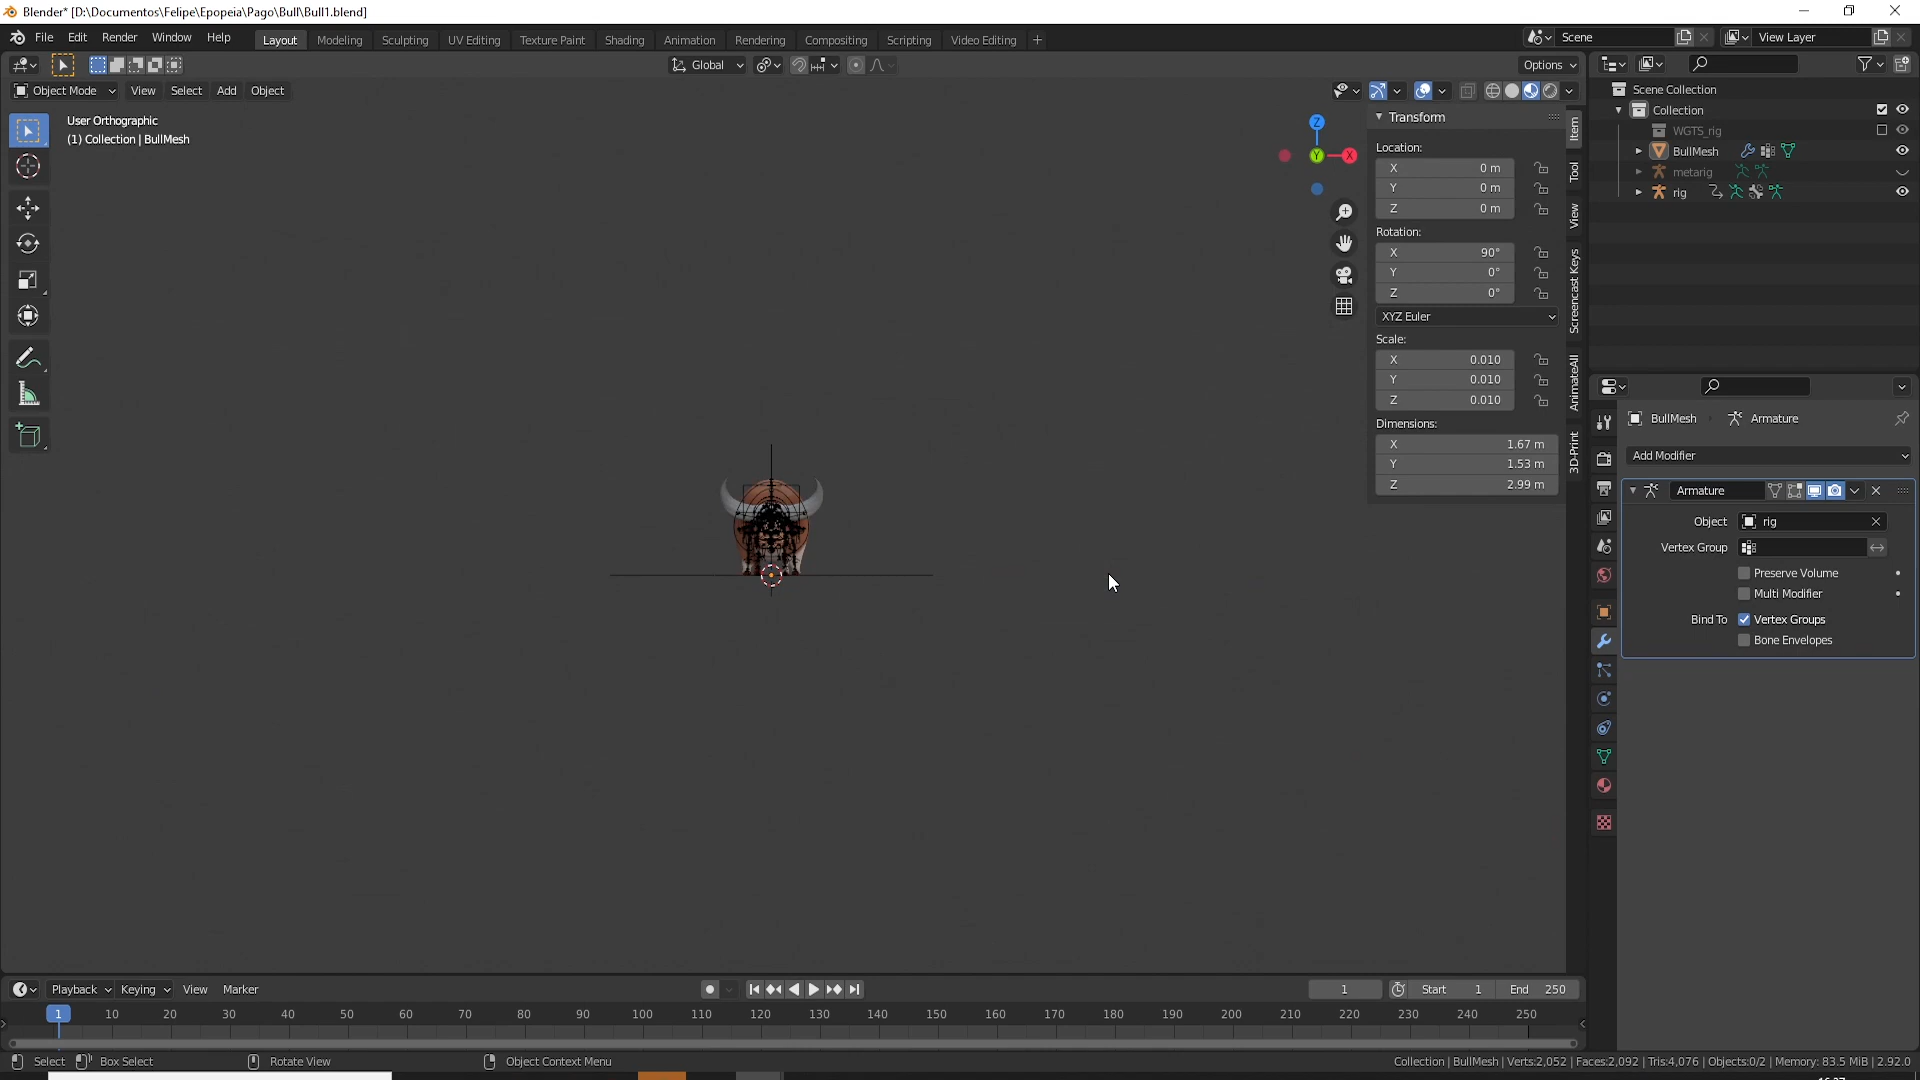 Blender* [D:\Documentos\Felipe\Epopeia\Pago\Bull\Bull1.blend]
File Edit Render Window Help
Layout Modeling Sculpting UV Editing Texture Paint Shading Animation Rendering Compositing Scripting Video Editing +
Scene View Layer
Global Options
Object Mode View Select Add Object
User Orthographic
(1) Collection | BullMesh
Z
Y
X
Transform
Location:
X 0 m
Y 0 m
Z 0 m
Rotation:
X 90°
Y 0°
Z 0°
XYZ Euler
Scale:
X 0.010
Y 0.010
Z 0.010
Dimensions:
X 1.67 m
Y 1.53 m
Z 2.99 m
Item
Tool
View
Screencast Keys
AnimateAll
3D-Print
Scene Collection
Collection
WGTS_rig
BullMesh
metarig
rig
BullMesh Armature
Add Modifier
Armature
Object rig
Vertex Group
Preserve Volume
Multi Modifier
Bind To Vertex Groups
Bone Envelopes
Playback Keying View Marker
1 Start 1 End 250
1 10 20 30 40 50 60 70 80 90 100 110 120 130 140 150 160 170 180 190 200 210 220 230 240 250
Select Box Select Rotate View Object Context Menu
Collection | BullMesh | Verts:2,052 | Faces:2,092 | Tris:4,076 | Objects:0/2 | Memory: 83.5 MiB | 2.92.0